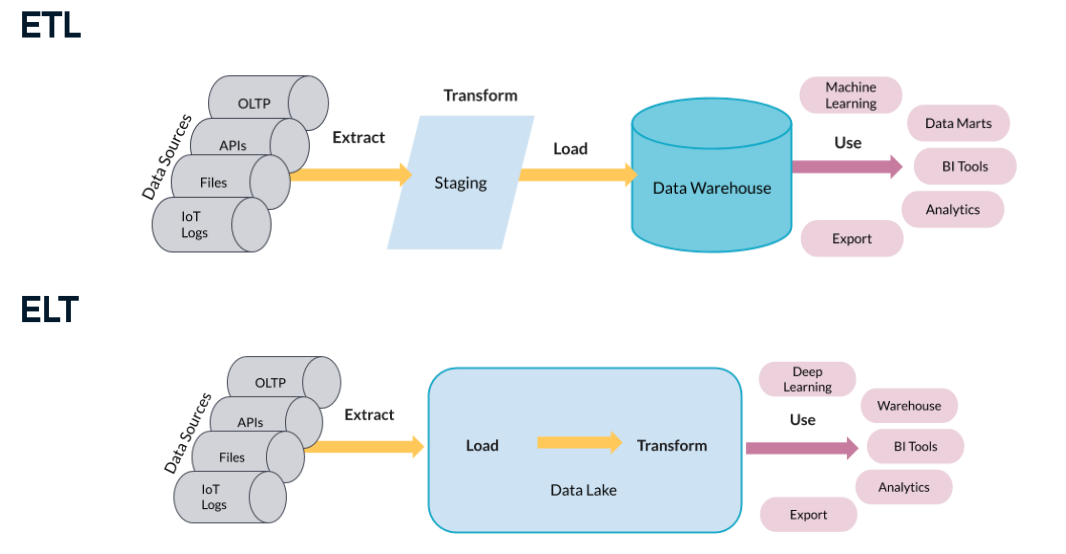 ETL
Data Sources
OLTP
APIs
Files
IoT
Logs
Extract
Transform
Staging
Load
Data Warehouse
Use
Machine
Learning
Data Marts
BI Tools
Analytics
Export
ELT
Data Sources
OLTP
APIs
Files
IoT
Logs
Extract
Load
Transform
Data Lake
Use
Deep
Learning
Warehouse
BI Tools
Analytics
Export